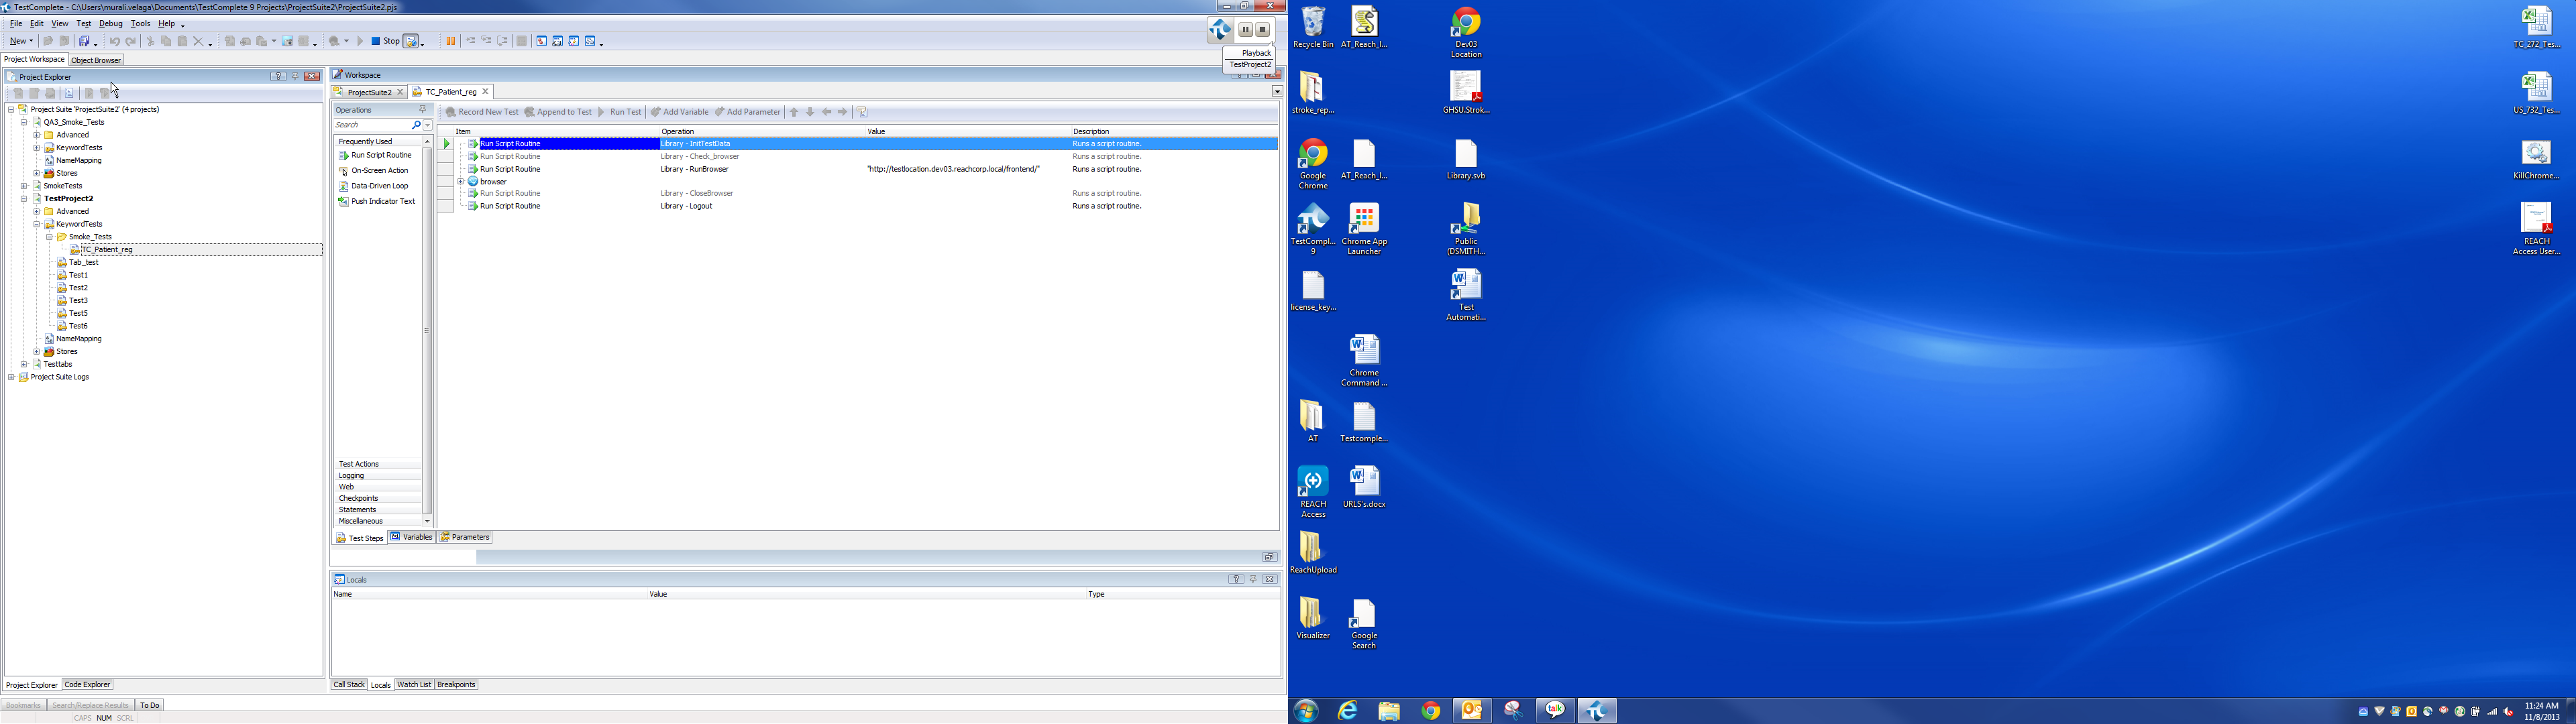 TestComplete - C:\Users\murali.velaga\Documents\TestComplete 9 Projects\ProjectSuite2\ProjectSuite2.pjs
File Edit View Test Debug Tools Help
New Stop
Playback
TestProject2
Project Workspace Object Browser
Project Explorer
Project Suite 'ProjectSuite2' (4 projects)
QA3_Smoke_Tests
Advanced
KeywordTests
NameMapping
Stores
SmokeTests
TestProject2
Advanced
KeywordTests
Smoke_Tests
TC_Patient_reg
Tab_test
Test1
Test2
Test3
Test5
Test6
NameMapping
Stores
Testtabs
Project Suite Logs
Project Explorer Code Explorer
Workspace
ProjectSuite2 TC_Patient_reg
Operations
Search
Frequently Used
Run Script Routine
On-Screen Action
Data-Driven Loop
Push Indicator Text
Test Actions
Logging
Web
Checkpoints
Statements
Miscellaneous
Record New Test Append to Test Run Test Add Variable Add Parameter
Item Operation Value Description
Run Script Routine Library - InitTestData Runs a script routine.
Run Script Routine Library - Check_browser Runs a script routine.
Run Script Routine Library - RunBrowser "http://testlocation.dev03.reachcorp.local/frontend/" Runs a script routine.
browser
Run Script Routine Library - CloseBrowser Runs a script routine.
Run Script Routine Library - Logout Runs a script routine.
Test Steps Variables Parameters
Locals
Name Value Type
Call Stack Locals Watch List Breakpoints
Bookmarks Search/Replace Results To Do
CAPS NUM SCRL
Recycle Bin
AT_Reach_I...
Dev03
Location
TC_272_Tes...
stroke_rep...
GHSU.Strok...
US_732_Tes...
Google
Chrome
AT_Reach_I...
Library.svb
KillChrome...
TestCompl...
9
Chrome App
Launcher
Public
(DSMITH...
REACH
Access User...
license_key...
Test
Automati...
Chrome
Command ...
AT
Testcomple...
REACH
Access
URLS's.docx
ReachUpload
Visualizer
Google
Search
talk
11:24 AM
11/8/2013